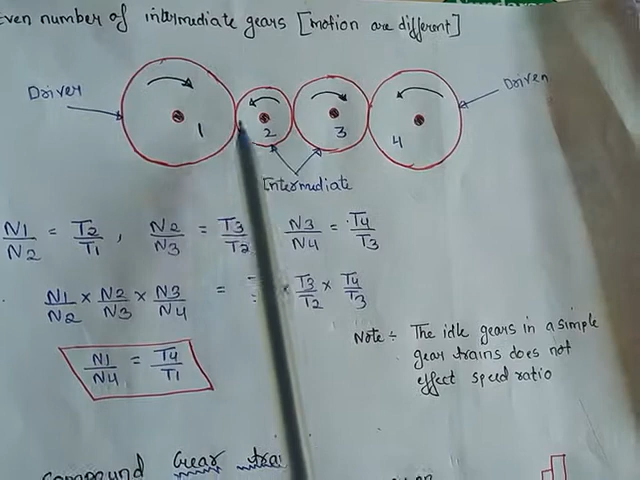 Even number of intermediate gears [motion are different]
Driver
Driven
1
2
3
4
Intermediate
N1/N2 = T2/T1 , N2/N3 = T3/T2 N3/N4 = T4/T3
N1/N2 × N2/N3 × N3/N4 = × T3/T2 × T4/T3
N1/N4 = T4/T1
Note ÷ The idle gears in a simple
gear trains does not
effect speed ratio
compound Gear trai